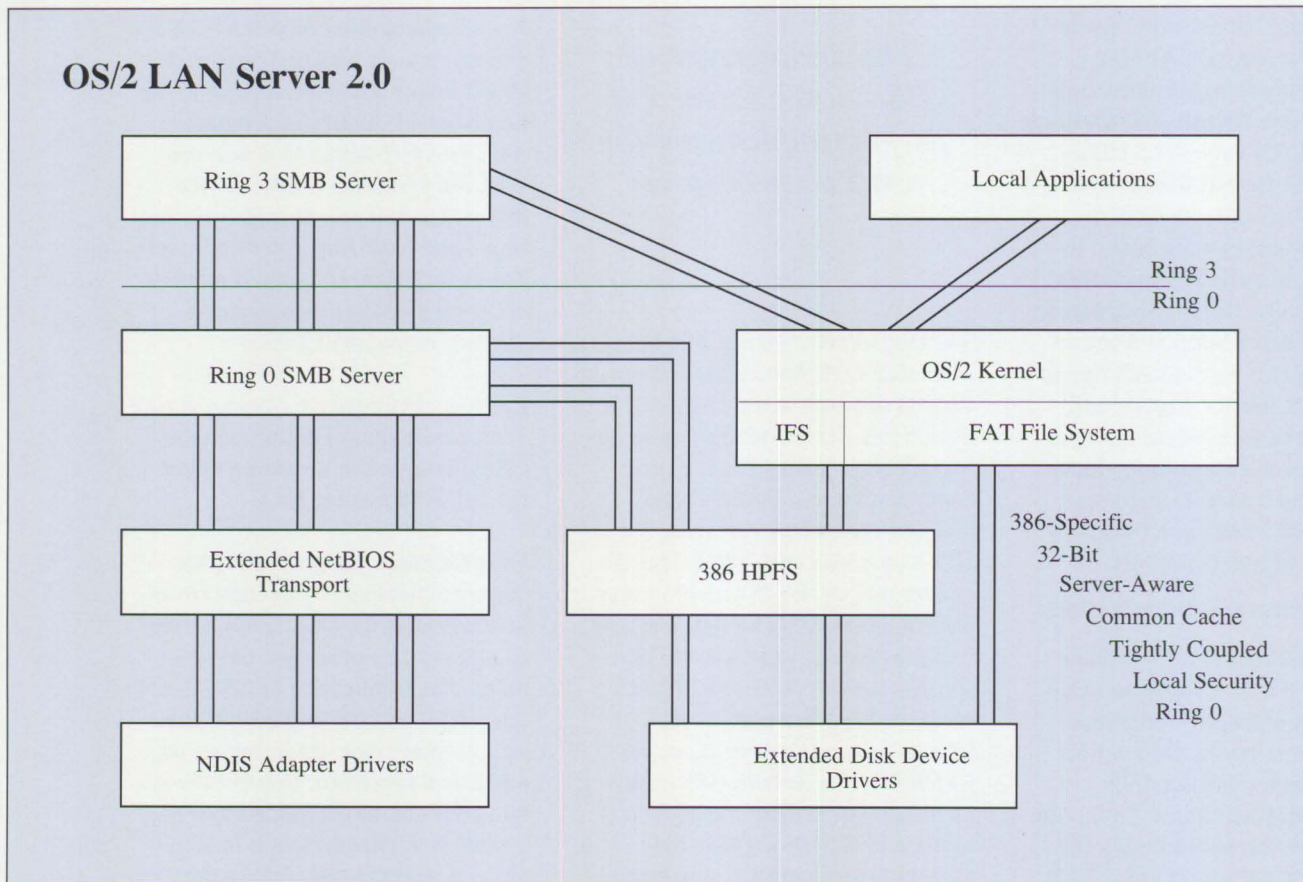 OS/2 LAN Server 2.0
Ring 3 SMB Server
Local Applications
Ring 3
Ring 0
Ring 0 SMB Server
OS/2 Kernel
IFS
FAT File System
Extended NetBIOS
Transport
386 HPFS
386-Specific
32-Bit
Server-Aware
Common Cache
Tightly Coupled
Local Security
Ring 0
NDIS Adapter Drivers
Extended Disk Device
Drivers